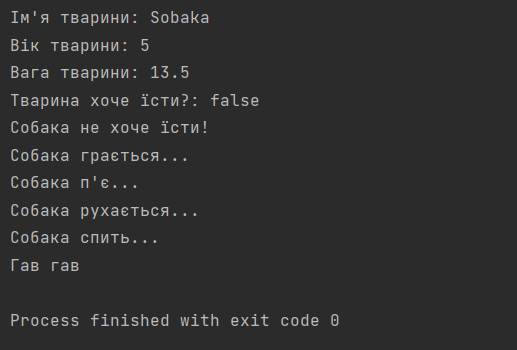 Ім'я тварини: Sobaka
Вік тварини: 5
Вага тварини: 13.5
Тварина хоче їсти?: false
Собака не хоче їсти!
Собака грається...
Собака п'є...
Собака рухається...
Собака спить...
Гав гав
Process finished with exit code 0